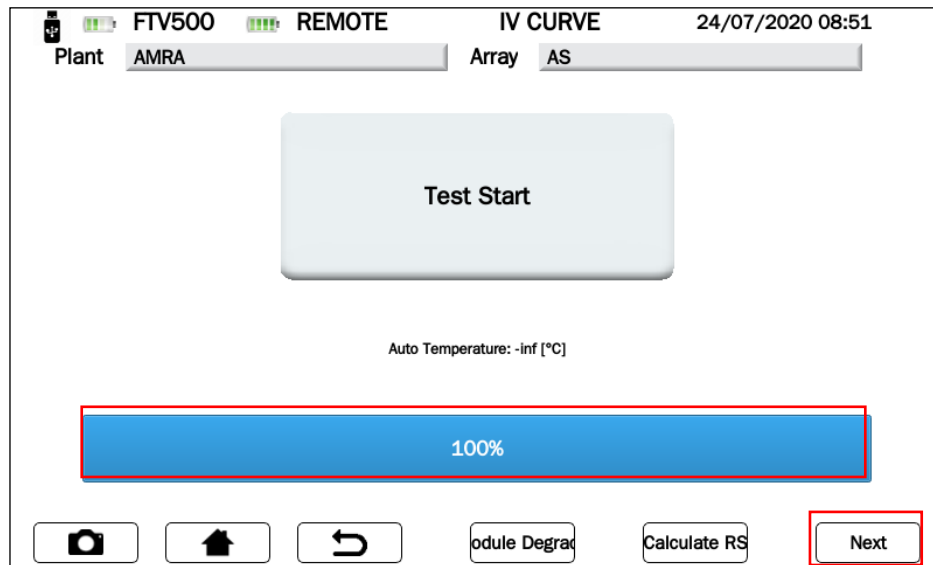 FTV500 REMOTE IV CURVE 24/07/2020 08:51
Plant AMRA Array AS
Test Start
Auto Temperature: -inf [°C]
100%
odule Degrad Calculate RS Next